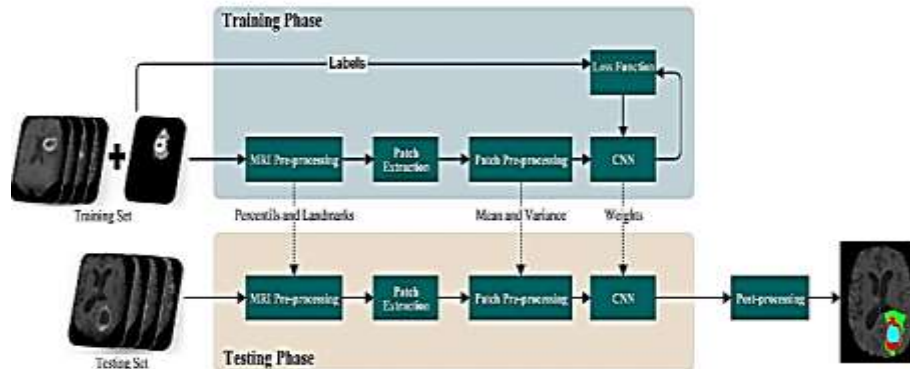 Training Phase
Labels
Loss Function
MRI Pre-processing
Patch
Extraction
Patch Pre-processing
CNN
Training Set
Percentils and Landmarks
Mean and Variance
Weights
MRI Pre-processing
Patch
Extraction
Patch Pre-processing
CNN
Post-processing
Testing Phase
Testing Set